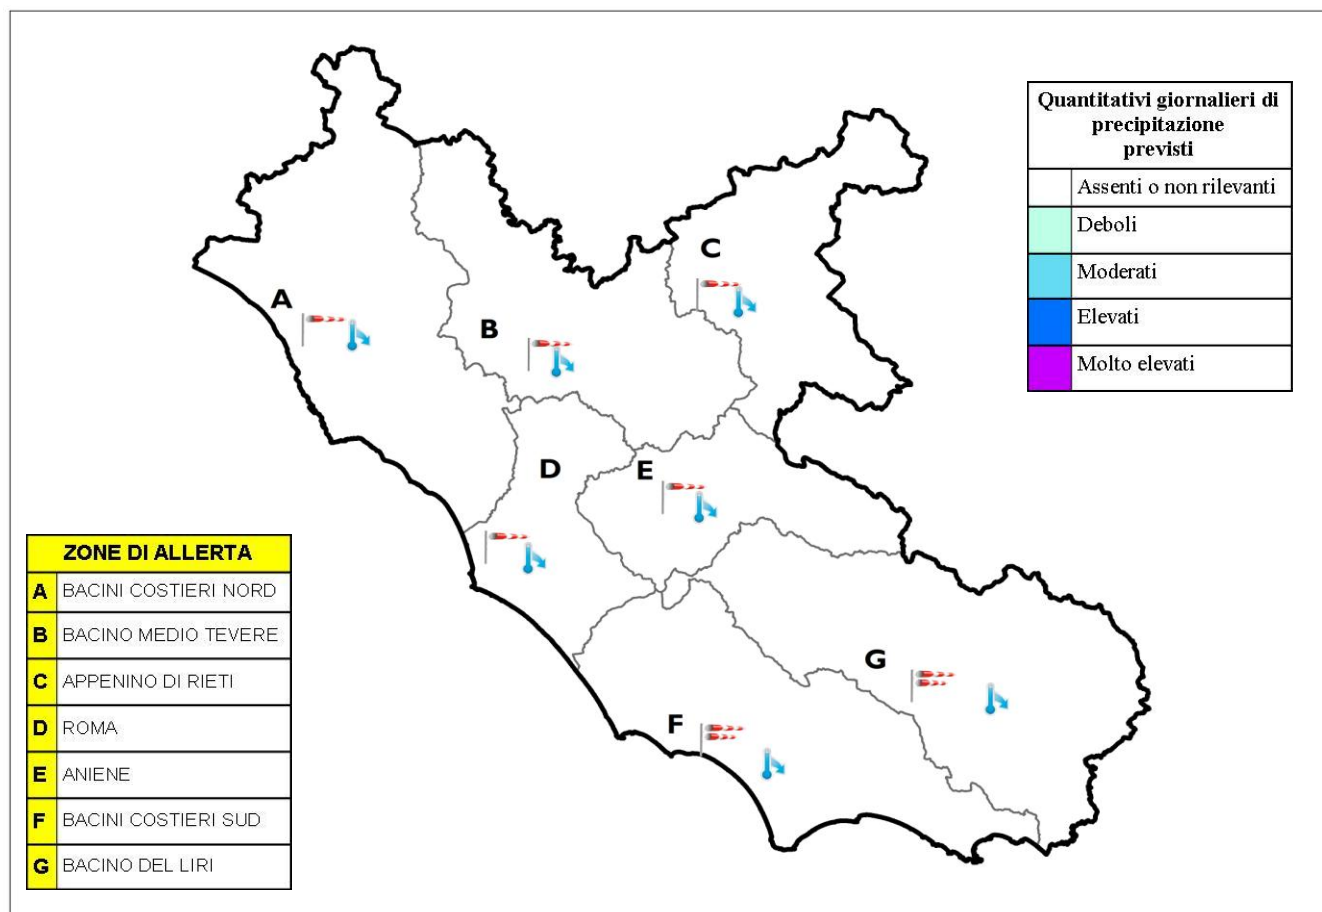 Quantitativi giornalieri di
precipitazione
previsti
Assenti o non rilevanti
Deboli
Moderati
Elevati
Molto elevati
A
B
C
D
E
F
G
ZONE DI ALLERTA
A BACINI COSTIERI NORD
B BACINO MEDIO TEVERE
C APPENINO DI RIETI
D ROMA
E ANIENE
F BACINI COSTIERI SUD
G BACINO DEL LIRI